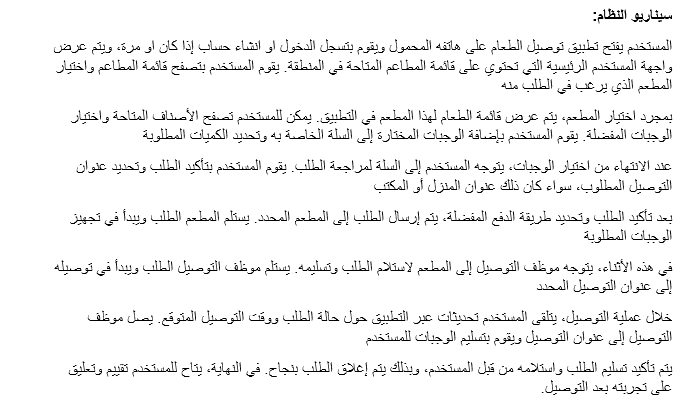 سيناريو النظام:
المستخدم يفتح تطبيق توصيل الطعام على هاتفه المحمول ويقوم بتسجل الدخول او انشاء حساب إذا كان او مرة، ويتم عرض
واجهة المستخدم الرئيسية التي تحتوي على قائمة المطاعم المتاحة في المنطقة. يقوم المستخدم بتصفح قائمة المطاعم واختيار
المطعم الذي يرغب في الطلب منه
بمجرد اختيار المطعم، يتم عرض قائمة الطعام لهذا المطعم في التطبيق. يمكن للمستخدم تصفح الأصناف المتاحة واختيار
الوجبات المفضلة. يقوم المستخدم بإضافة الوجبات المختارة إلى السلة الخاصة به وتحديد الكميات المطلوبة
عند الانتهاء من اختيار الوجبات، يتوجه المستخدم إلى السلة لمراجعة الطلب. يقوم المستخدم بتأكيد الطلب وتحديد عنوان
التوصيل المطلوب، سواء كان ذلك عنوان المنزل أو المكتب
بعد تأكيد الطلب وتحديد طريقة الدفع المفضلة، يتم إرسال الطلب إلى المطعم المحدد. يستلم المطعم الطلب ويبدأ في تجهيز
الوجبات المطلوبة
في هذه الأثناء، يتوجه موظف التوصيل إلى المطعم لاستلام الطلب وتسليمه. يستلم موظف التوصيل الطلب ويبدأ في توصيله
إلى عنوان التوصيل المحدد
خلال عملية التوصيل، يتلقى المستخدم تحديثات عبر التطبيق حول حالة الطلب ووقت التوصيل المتوقع. يصل موظف
التوصيل إلى عنوان التوصيل ويقوم بتسليم الوجبات للمستخدم
يتم تأكيد تسليم الطلب واستلامه من قبل المستخدم، وبذلك يتم إغلاق الطلب بنجاح. في النهاية، يتاح للمستخدم تقييم وتعليق
على تجربته بعد التوصيل.